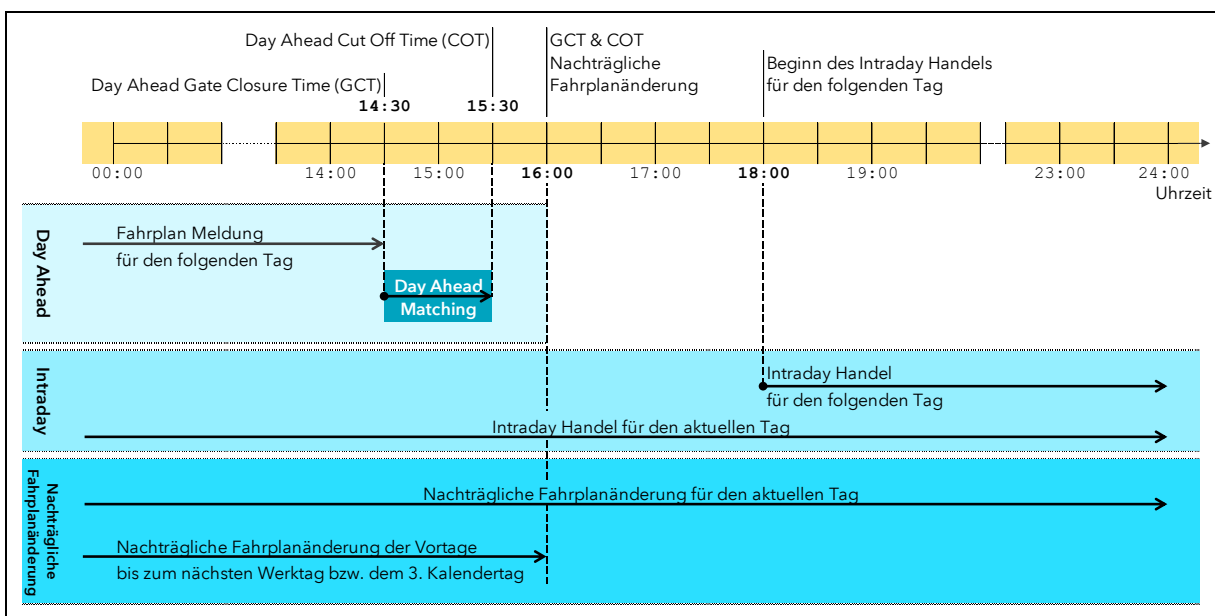 Day Ahead Cut Off Time (COT)
GCT & COT
Nachträgliche
Fahrplanänderung
Beginn des Intraday Handels
für den folgenden Tag
Day Ahead Gate Closure Time (GCT)
14:30
15:30
00:00
14:00
15:00
16:00
17:00
18:00
19:00
23:00
24:00
Uhrzeit
Day Ahead
Fahrplan Meldung
für den folgenden Tag
Day Ahead
Matching
Intraday
Intraday Handel
für den folgenden Tag
Intraday Handel für den aktuellen Tag
Nachträgliche
Fahrplanänderung
Nachträgliche Fahrplanänderung für den aktuellen Tag
Nachträgliche Fahrplanänderung der Vortage
bis zum nächsten Werktag bzw. dem 3. Kalendertag